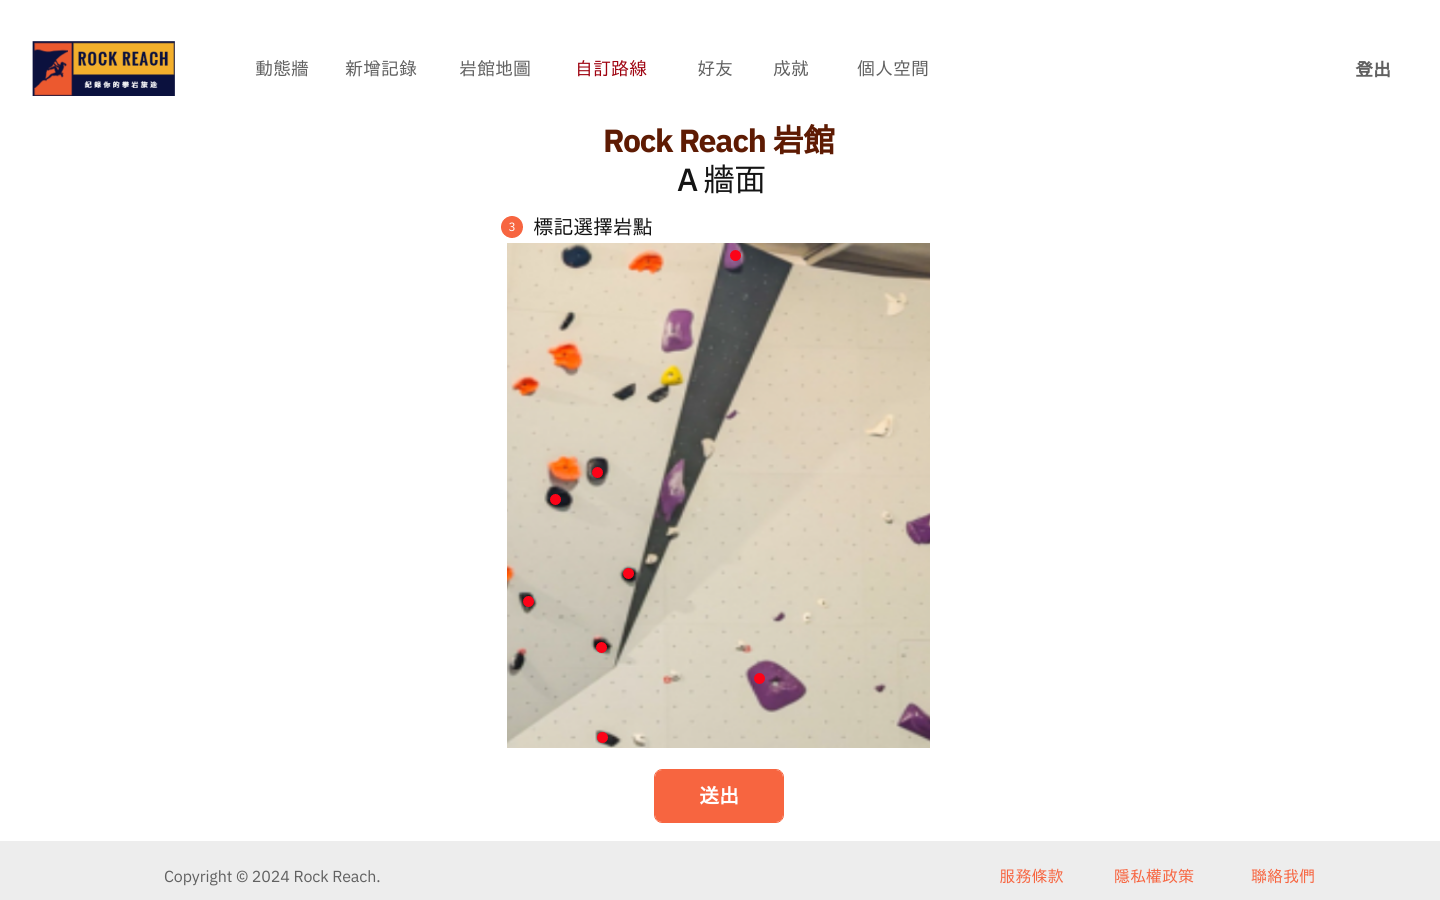 ROCK REACH
紀錄你的攀岩旅途
動態牆 新增記錄 岩館地圖 自訂路線 好友 成就 個人空間 登出
Rock Reach 岩館
A 牆面
3 標記選擇岩點
送出
Copyright © 2024 Rock Reach. 服務條款 隱私權政策 聯絡我們